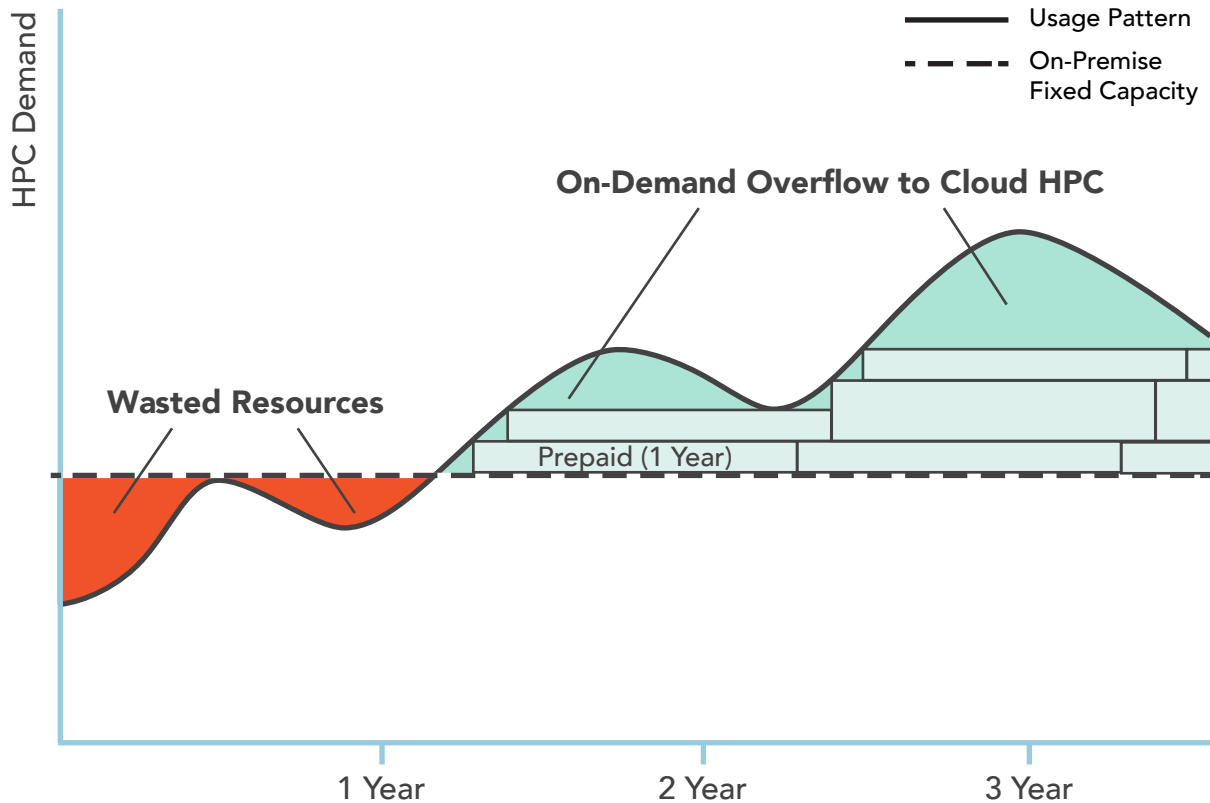 HPC Demand
Usage Pattern
On-Premise
Fixed Capacity
On-Demand Overflow to Cloud HPC
Wasted Resources
Prepaid (1 Year)
1 Year
2 Year
3 Year